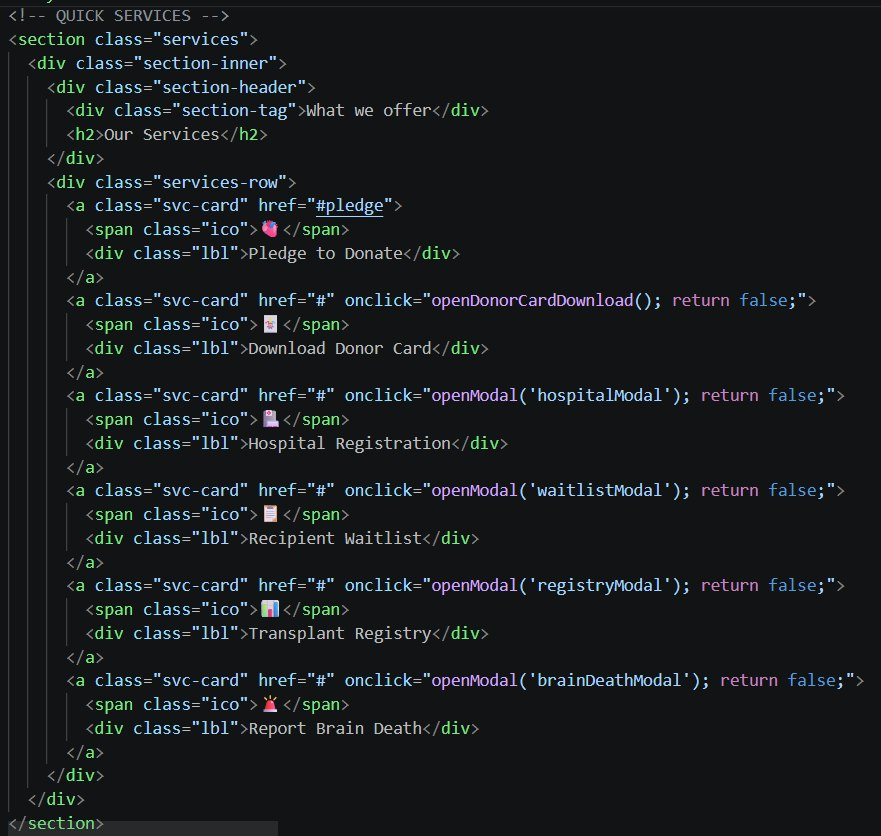 <!-- QUICK SERVICES -->
<section class="services">
  <div class="section-inner">
    <div class="section-header">
      <div class="section-tag">What we offer</div>
      <h2>Our Services</h2>
    </div>
    <div class="services-row">
      <a class="svc-card" href="#pledge">
        <span class="ico">🫀</span>
        <div class="lbl">Pledge to Donate</div>
      </a>
      <a class="svc-card" href="#" onclick="openDonorCardDownload(); return false;">
        <span class="ico">🃏</span>
        <div class="lbl">Download Donor Card</div>
      </a>
      <a class="svc-card" href="#" onclick="openModal('hospitalModal'); return false;">
        <span class="ico">🏥</span>
        <div class="lbl">Hospital Registration</div>
      </a>
      <a class="svc-card" href="#" onclick="openModal('waitlistModal'); return false;">
        <span class="ico">📋</span>
        <div class="lbl">Recipient Waitlist</div>
      </a>
      <a class="svc-card" href="#" onclick="openModal('registryModal'); return false;">
        <span class="ico">📊</span>
        <div class="lbl">Transplant Registry</div>
      </a>
      <a class="svc-card" href="#" onclick="openModal('brainDeathModal'); return false;">
        <span class="ico">🚨</span>
        <div class="lbl">Report Brain Death</div>
      </a>
    </div>
  </div>
</section>